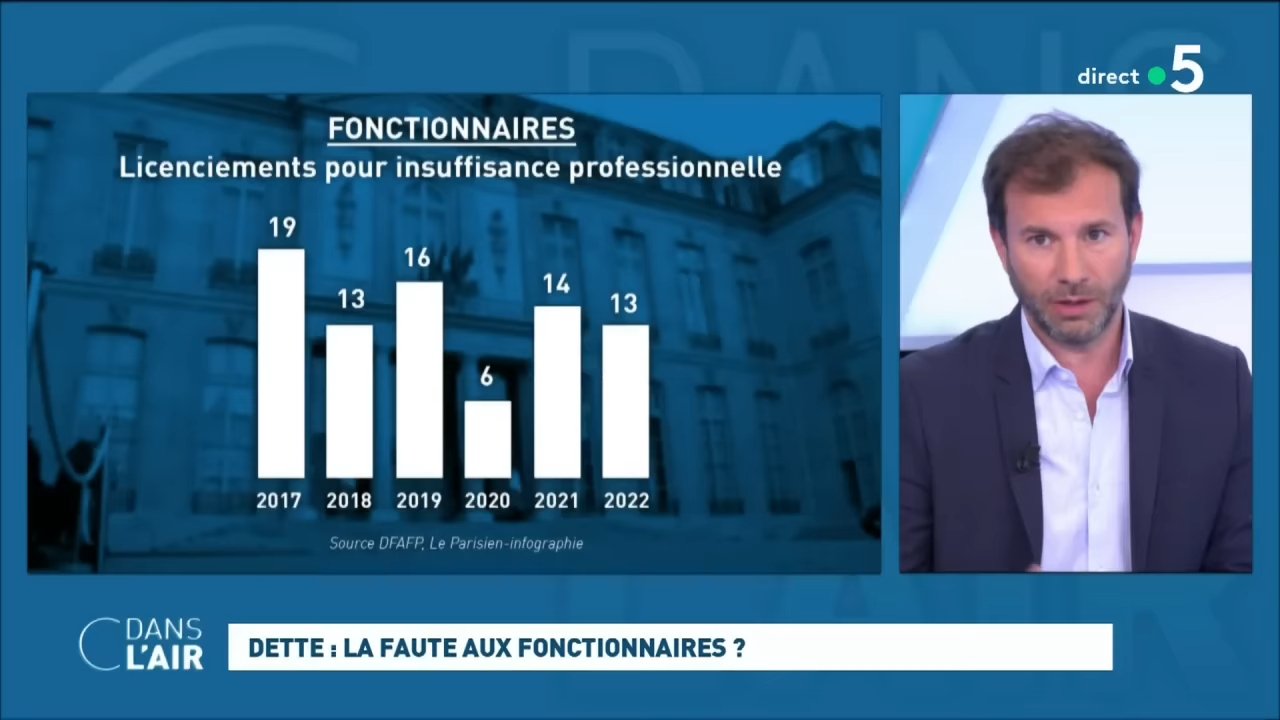 direct 5
FONCTIONNAIRES
Licenciements pour insuffisance professionnelle
19
13
16
6
14
13
2017 2018 2019 2020 2021 2022
Source DFAFP, Le Parisien-infographie
C DANS
L'AIR
DETTE : LA FAUTE AUX FONCTIONNAIRES ?